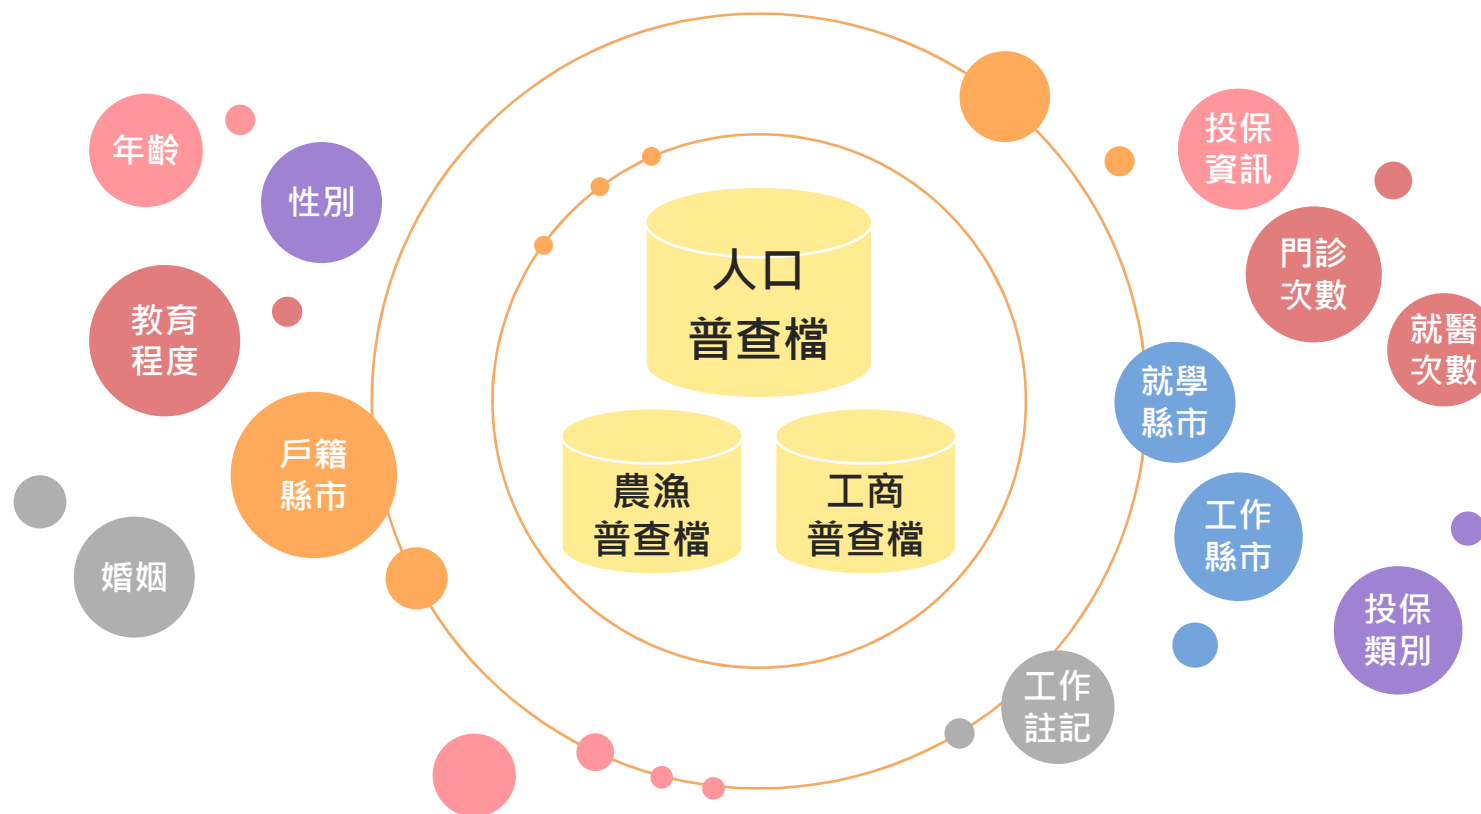 年齡
性別
教育
程度
戶籍
縣市
婚姻
人口
普查檔
農漁
普查檔
工商
普查檔
投保
資訊
門診
次數
就醫
次數
就學
縣市
工作
縣市
投保
類別
工作
註記